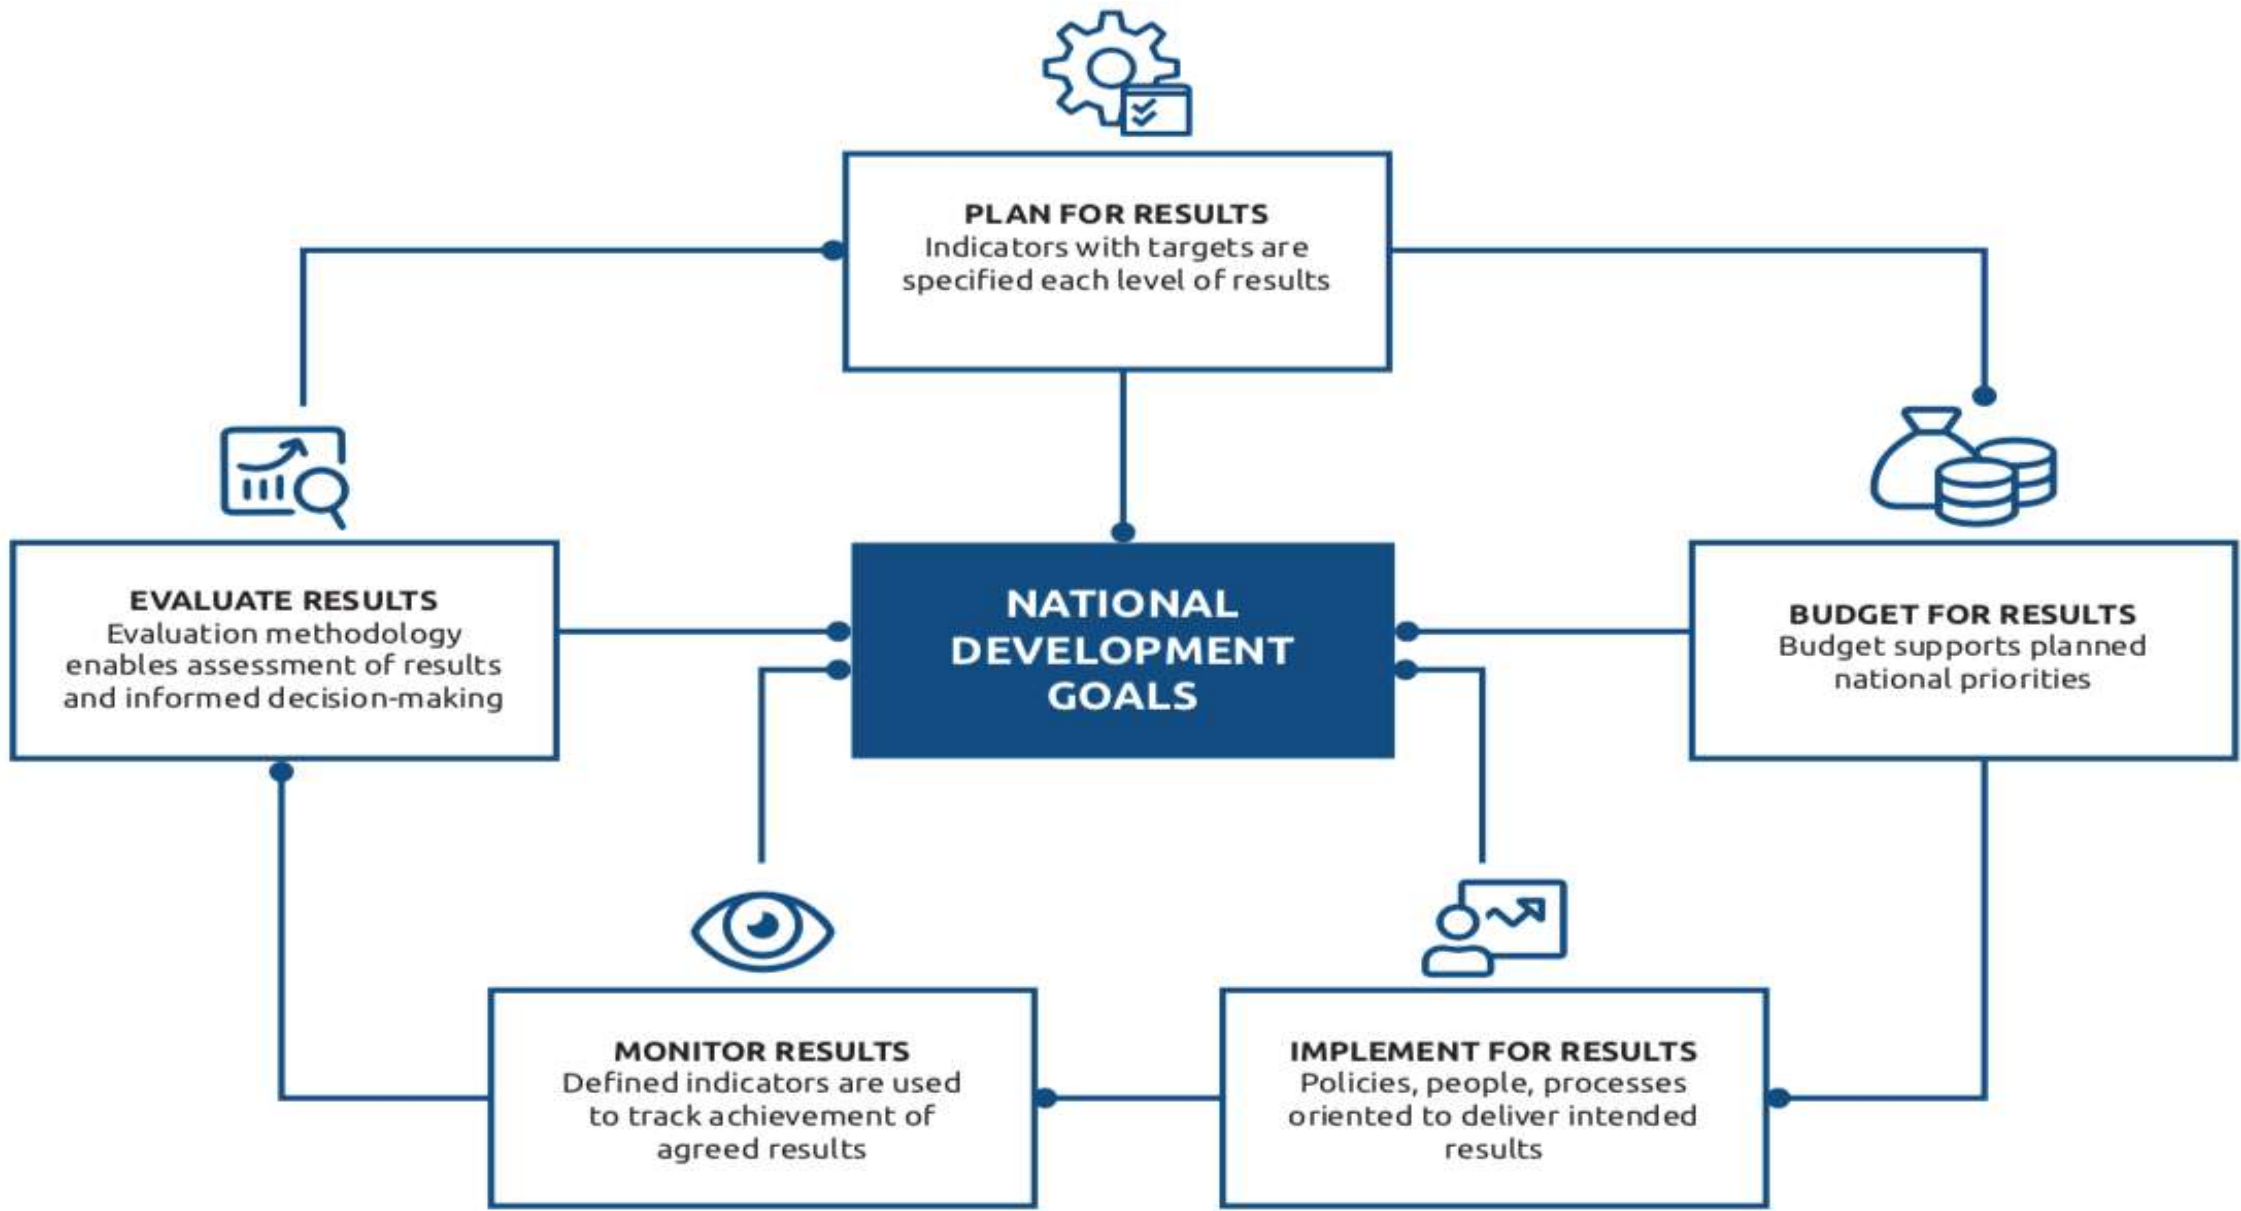 PLAN FOR RESULTS
Indicators with targets are
specified each level of results
EVALUATE RESULTS
Evaluation methodology
enables assessment of results
and informed decision-making
NATIONAL
DEVELOPMENT
GOALS
BUDGET FOR RESULTS
Budget supports planned
national priorities
MONITOR RESULTS
Defined indicators are used
to track achievement of
agreed results
IMPLEMENT FOR RESULTS
Policies, people, processes
oriented to deliver intended
results